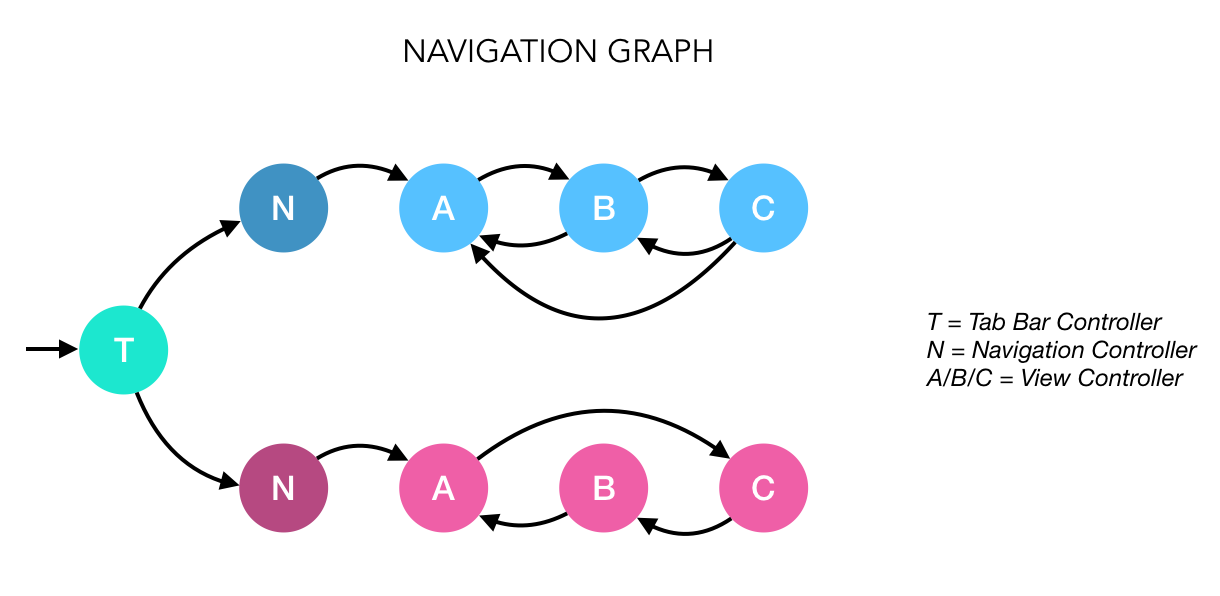 NAVIGATION GRAPH
N A B C
T
T = Tab Bar Controller
N = Navigation Controller
A/B/C = View Controller
N A B C